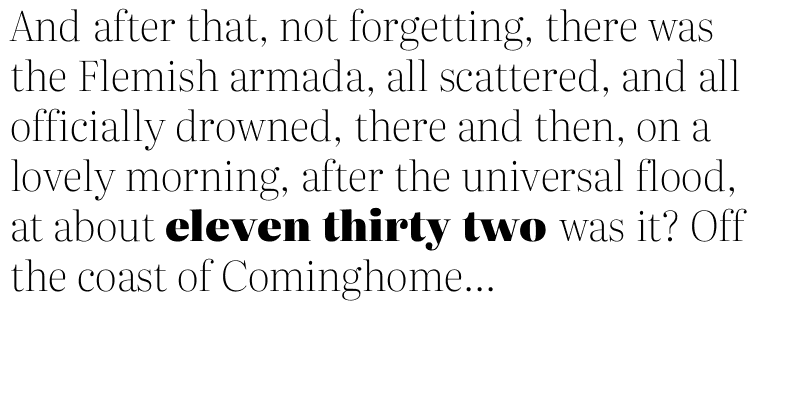 And after that, not forgetting, there was
the Flemish armada, all scattered, and all
officially drowned, there and then, on a
lovely morning, after the universal flood,
at about eleven thirty two was it? Off
the coast of Cominghome...